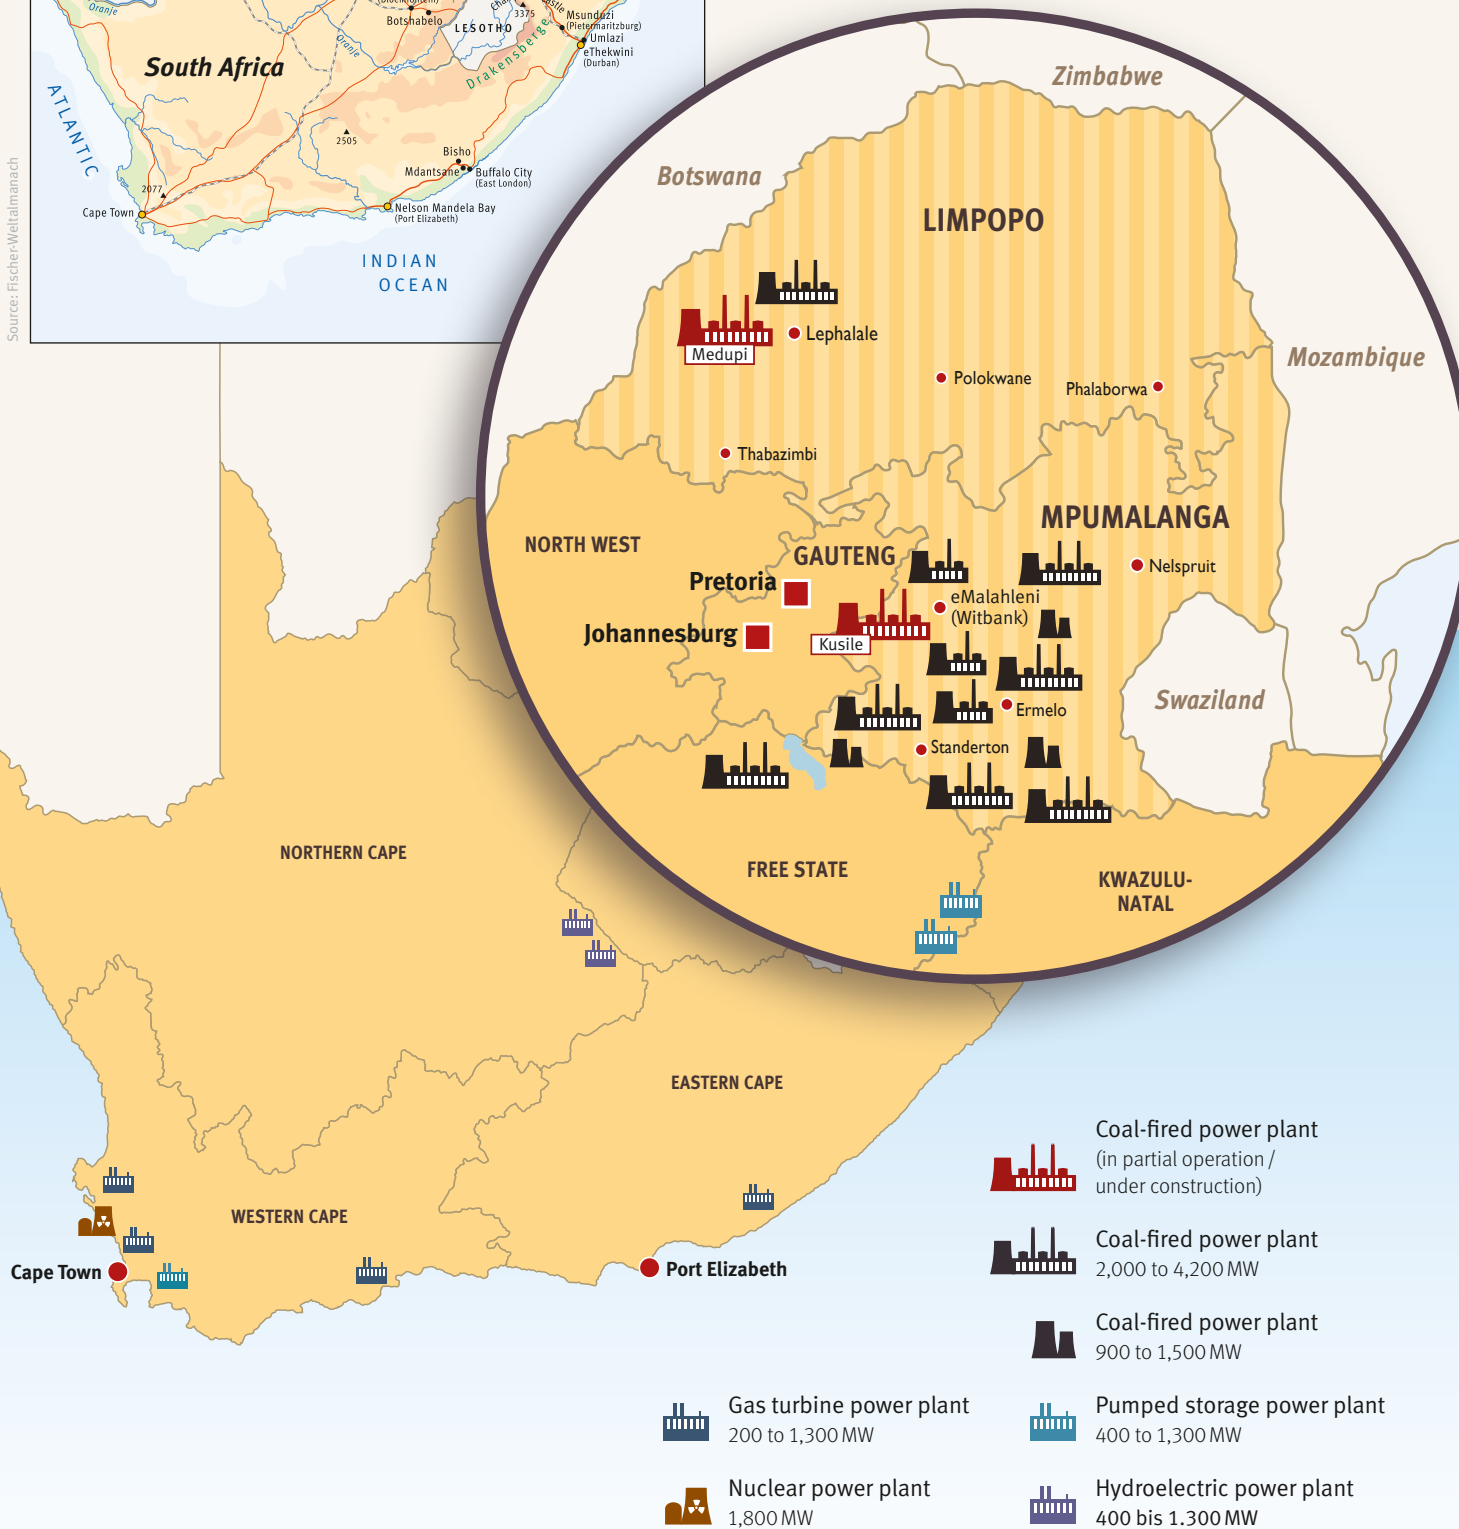 Oranje
Botshabelo
LESOTHO
3375
Msunduzi
(Pietermaritzburg)
Umlazi
eThekwini
(Durban)
Oranje
Drakensberge
South Africa
ATLANTIC
2505
Bisho
Mdantsane
Buffalo City
(East London)
2077
Cape Town
Nelson Mandela Bay
(Port Elizabeth)
INDIAN
OCEAN
Source: Fischer-Weltalmanach
Zimbabwe
Botswana
LIMPOPO
Medupi
Lephalale
Mozambique
Polokwane
Phalaborwa
Thabazimbi
MPUMALANGA
NORTH WEST
GAUTENG
Nelspruit
Pretoria
eMalahleni
(Witbank)
Johannesburg
Kusile
Swaziland
Ermelo
Standerton
NORTHERN CAPE
FREE STATE
KWAZULU-
NATAL
EASTERN CAPE
WESTERN CAPE
Cape Town
Port Elizabeth
Coal-fired power plant
(in partial operation /
under construction)
Coal-fired power plant
2,000 to 4,200 MW
Coal-fired power plant
900 to 1,500 MW
Gas turbine power plant
200 to 1,300 MW
Pumped storage power plant
400 to 1,300 MW
Nuclear power plant
1,800 MW
Hydroelectric power plant
400 bis 1.300 MW